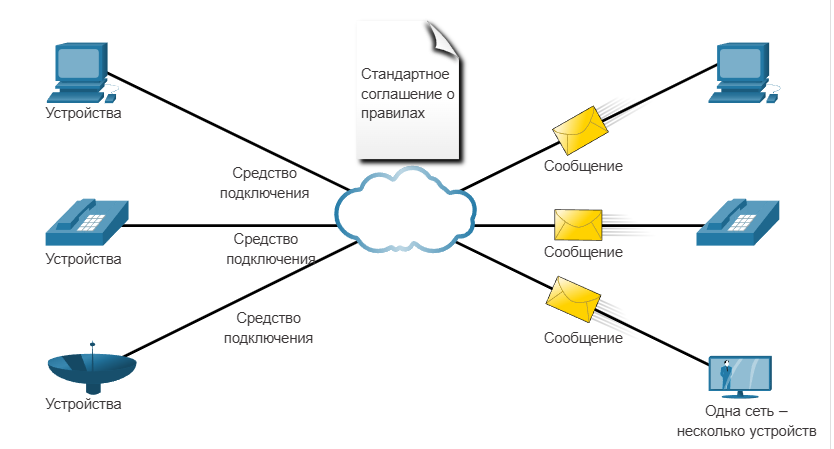 Стандартное
соглашение о
правилах
Устройства
Средство
подключения
Сообщение
Устройства
Средство
подключения
Сообщение
Средство
подключения
Сообщение
Устройства
Одна сеть –
несколько устройств